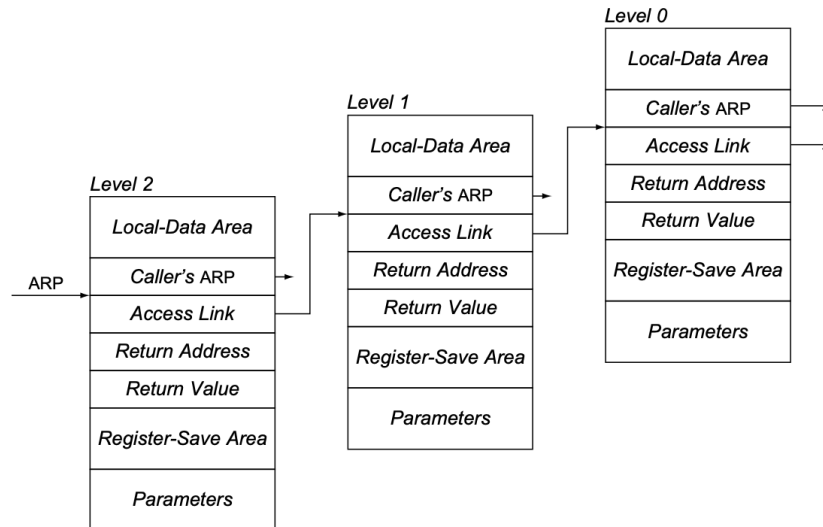 Level 0
Local-Data Area
Caller's ARP
Access Link
Return Address
Return Value
Register-Save Area
Parameters
Level 1
Local-Data Area
Caller's ARP
Access Link
Return Address
Return Value
Register-Save Area
Parameters
Level 2
Local-Data Area
Caller's ARP
ARP
Access Link
Return Address
Return Value
Register-Save Area
Parameters